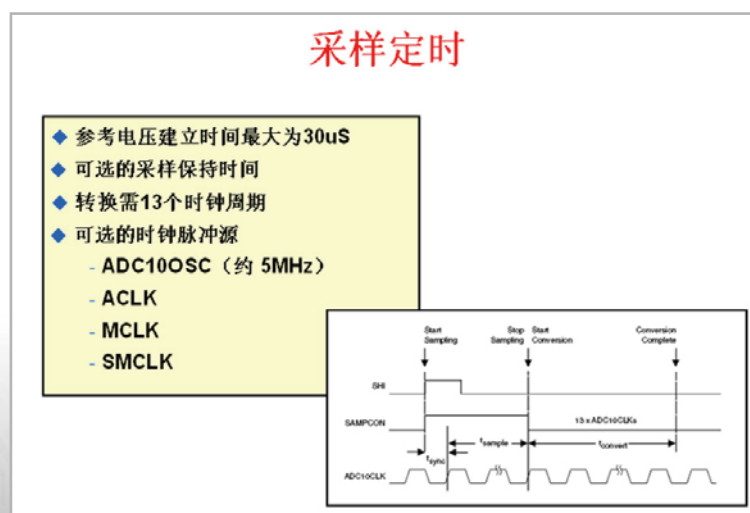 采样定时
◆ 参考电压建立时间最大为30uS
◆ 可选的采样保持时间
◆ 转换需13个时钟周期
◆ 可选的时钟脉冲源
- ADC10OSC（约 5MHz）
- ACLK
- MCLK
- SMCLK
Start Sampling
Stop Sampling
Start Conversion
Conversion Complete
SHI
SAMPCON
13 x ADC10CLKs
tsample
tconvert
tsync
ADC10CLK